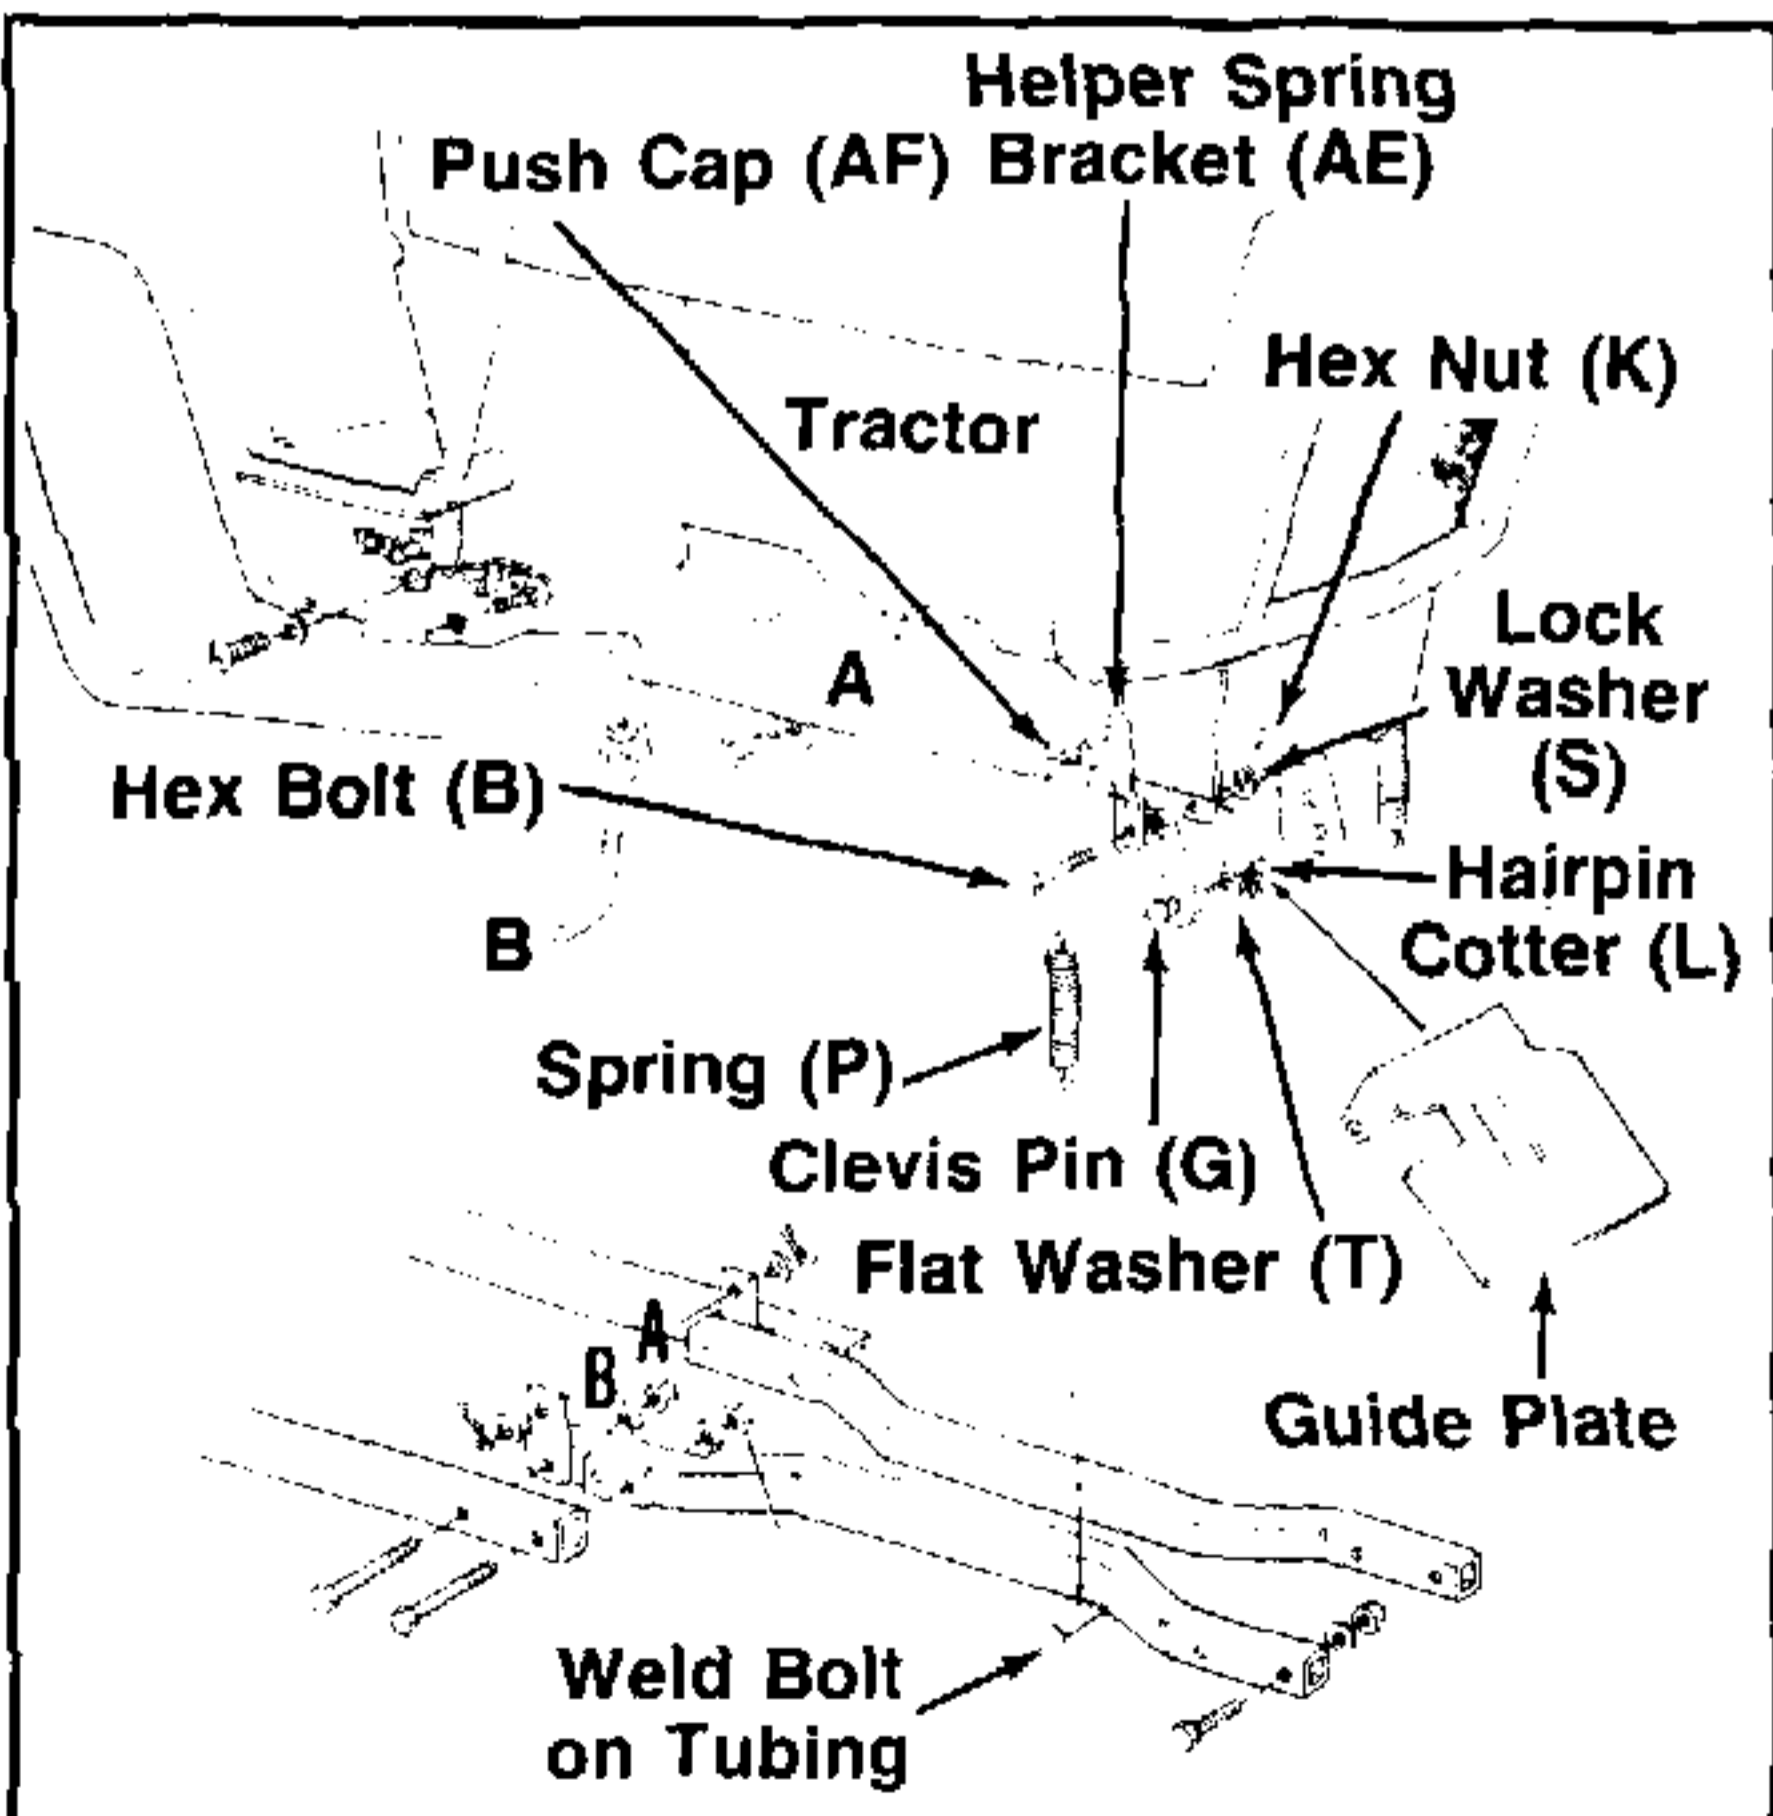 Helper Spring
Push Cap (AF) Bracket (AE)
Hex Nut (K)
Tractor
Lock
Washer
(S)
A
Hex Bolt (B)
Hairpin
Cotter (L)
B
Spring (P)
Clevis Pin (G)
Flat Washer (T)
A
B
Guide Plate
Weld Bolt
on Tubing